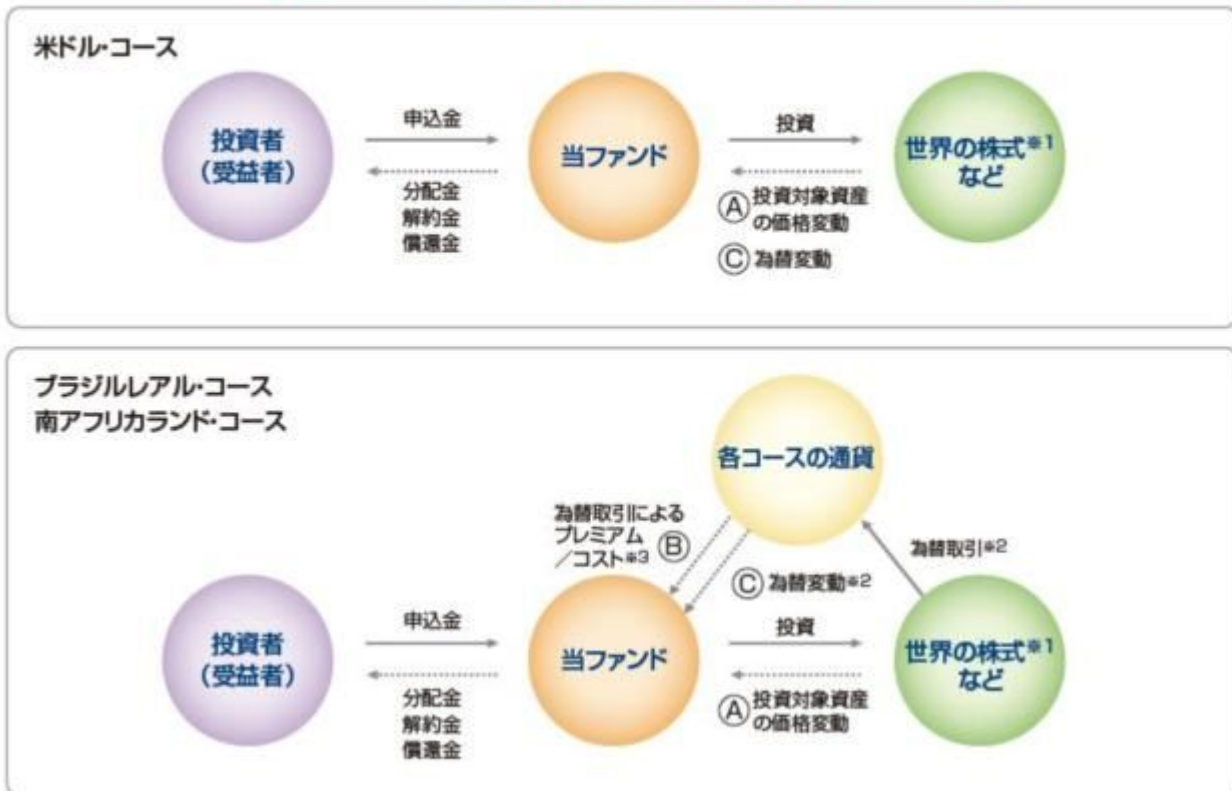 米ドル・コース
投資者
(受益者)
申込金
分配金
解約金
償還金
当ファンド
投資
Ⓐ投資対象資産
の価格変動
Ⓒ為替変動
世界の株式※1
など
ブラジルレアル・コース
南アフリカランド・コース
各コースの通貨
為替取引による
プレミアム
／コスト※3 Ⓑ
Ⓒ為替変動※2
為替取引※2
投資者
(受益者)
申込金
分配金
解約金
償還金
当ファンド
投資
Ⓐ投資対象資産
の価格変動
世界の株式※1
など